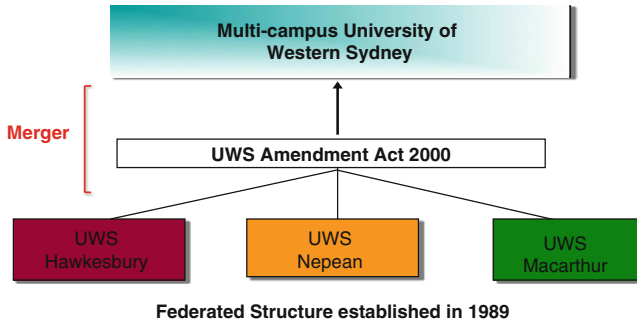 Multi-campus University of
Western Sydney
Merger
UWS Amendment Act 2000
UWS
Hawkesbury
UWS
Nepean
UWS
Macarthur
Federated Structure established in 1989